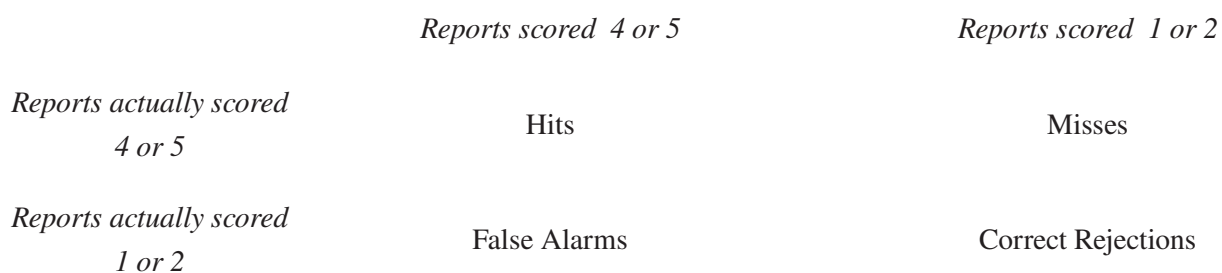 Reports scored 4 or 5 Reports scored 1 or 2
Reports actually scored
4 or 5
Hits Misses
Reports actually scored
1 or 2
False Alarms Correct Rejections